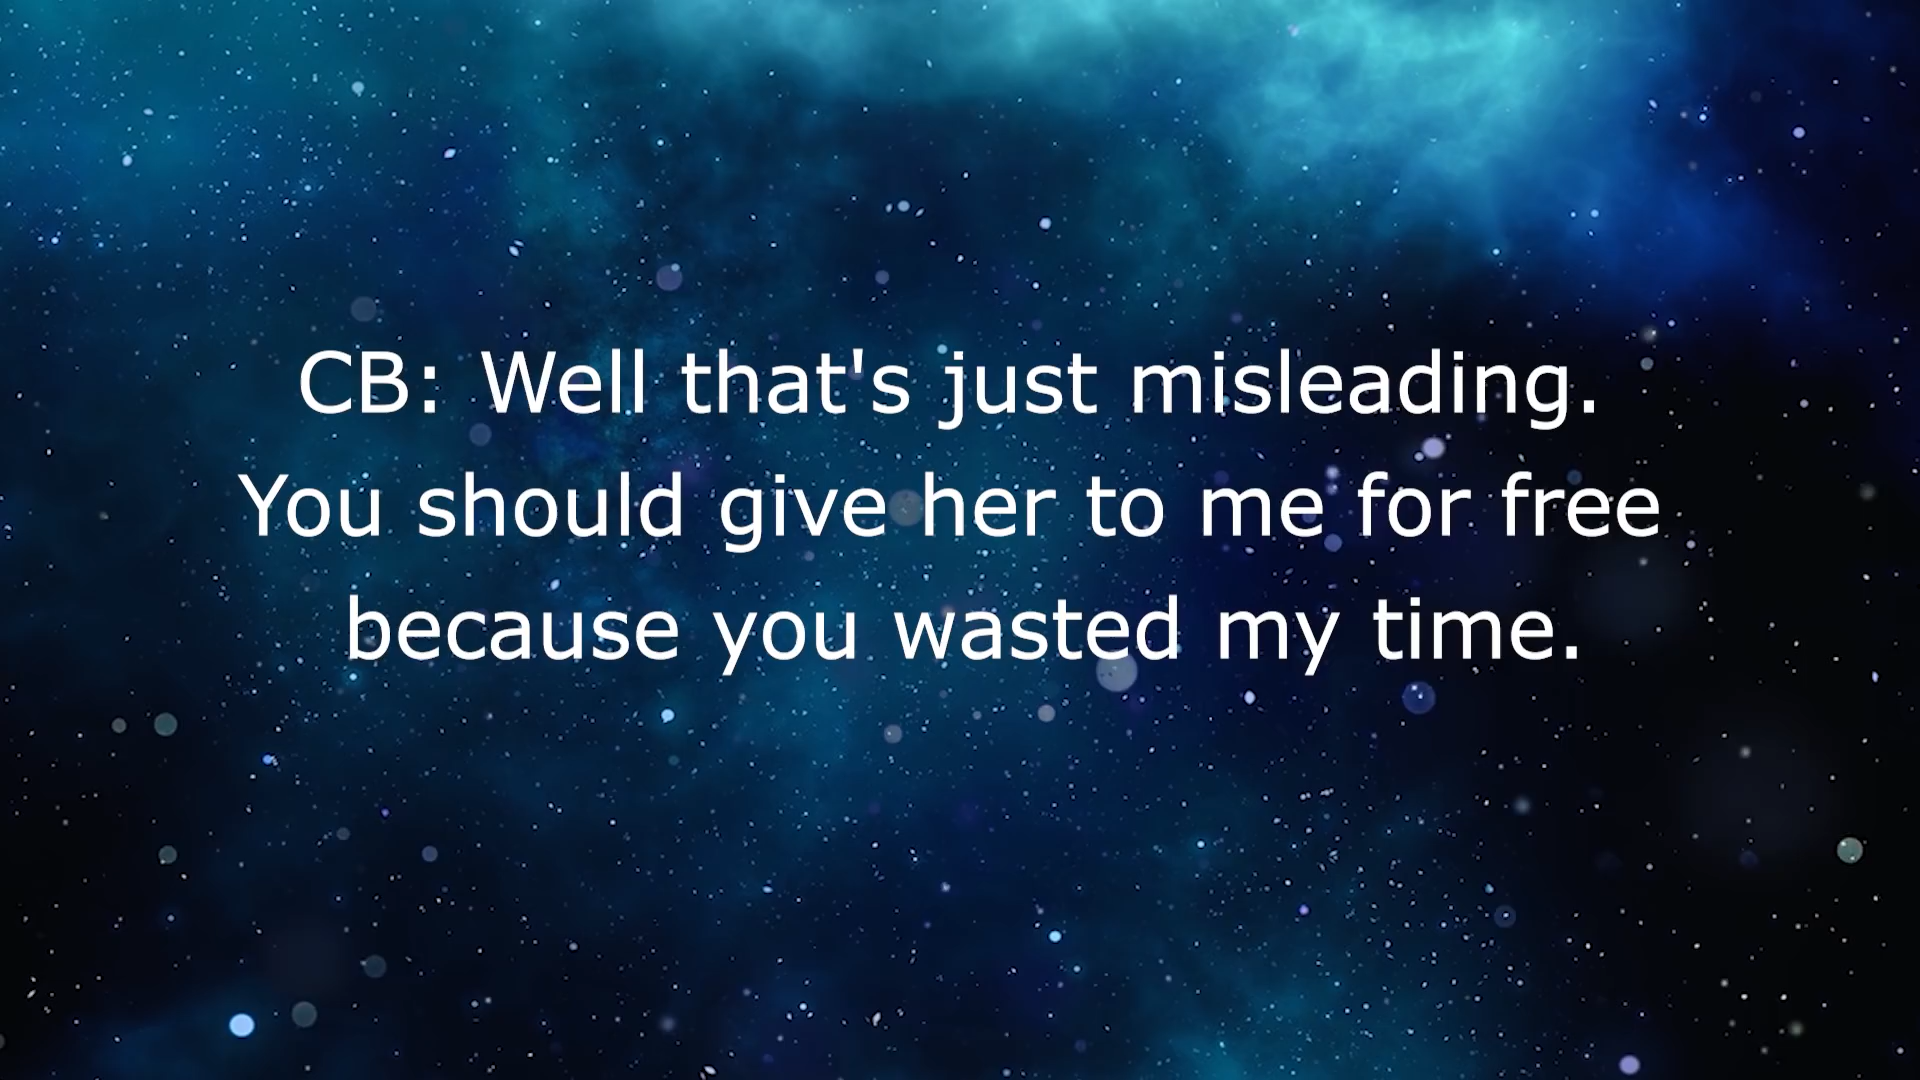 CB: Well that's just misleading.
You should give her to me for free
because you wasted my time.